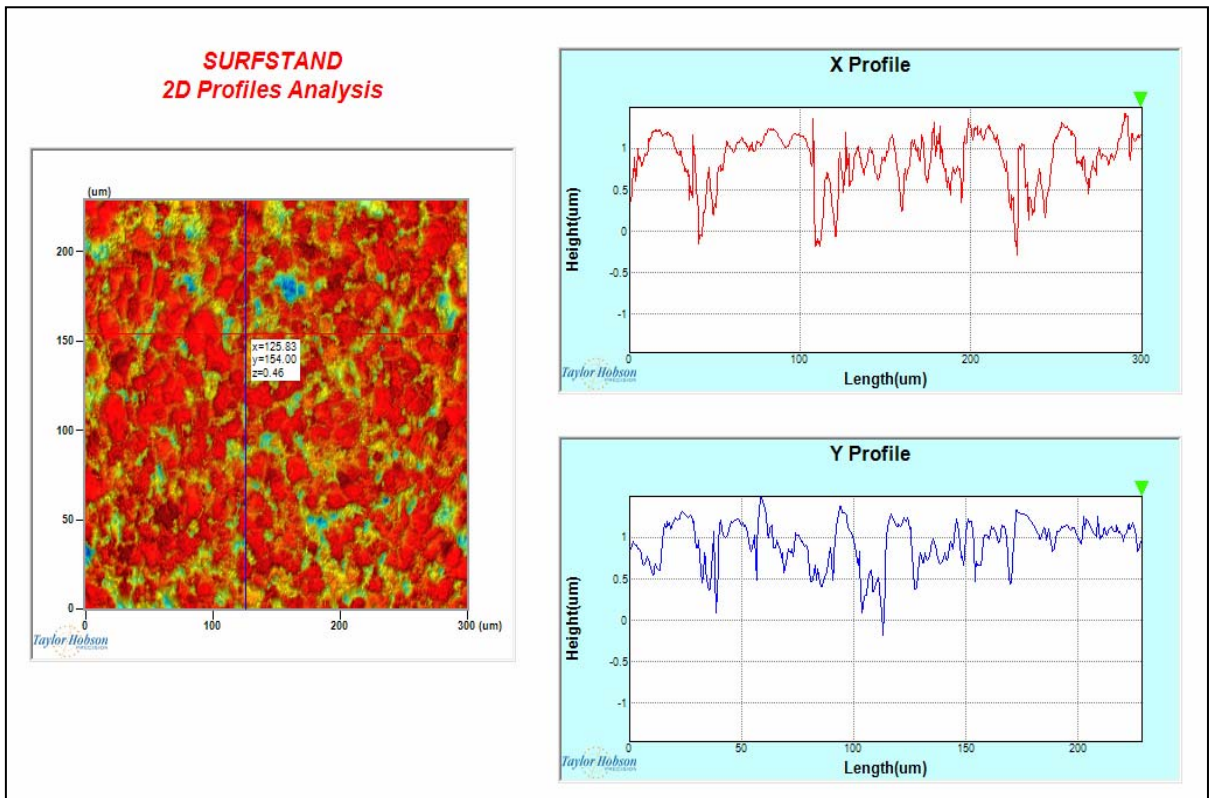 SURFSTAND
2D Profiles Analysis
(um)
200
150
100
50
0
x=125.83
y=154.00
z=0.46
0 100 200 300 (um)
Taylor Hobson
PRECISION
X Profile
Height(um)
1
0.5
0
-0.5
-1
0 100 200 300
Length(um)
Taylor Hobson
PRECISION
Y Profile
Height(um)
1
0.5
0
-0.5
-1
0 50 100 150 200
Length(um)
Taylor Hobson
PRECISION